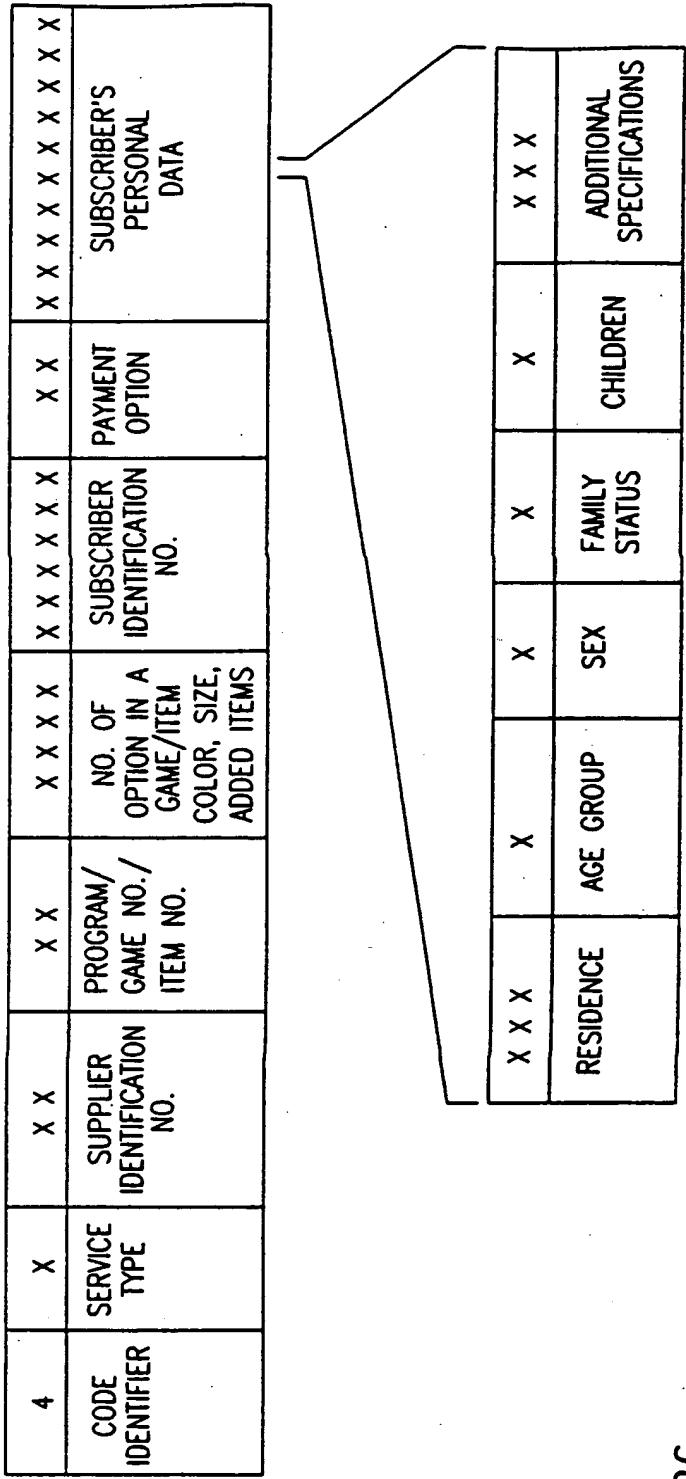 4
X
X X
X X
X X X X
X X X X X X X
X X
X X X X X X X X X X
CODE
IDENTIFIER
SERVICE
TYPE
SUPPLIER
IDENTIFICATION
NO.
PROGRAM/
GAME NO./
ITEM NO.
NO. OF
OPTION IN A
GAME/ITEM
COLOR, SIZE,
ADDED ITEMS
SUBSCRIBER
IDENTIFICATION
NO.
PAYMENT
OPTION
SUBSCRIBER'S
PERSONAL
DATA
X X X
X
X
X
X
X X X
RESIDENCE
AGE GROUP
SEX
FAMILY
STATUS
CHILDREN
ADDITIONAL
SPECIFICATIONS